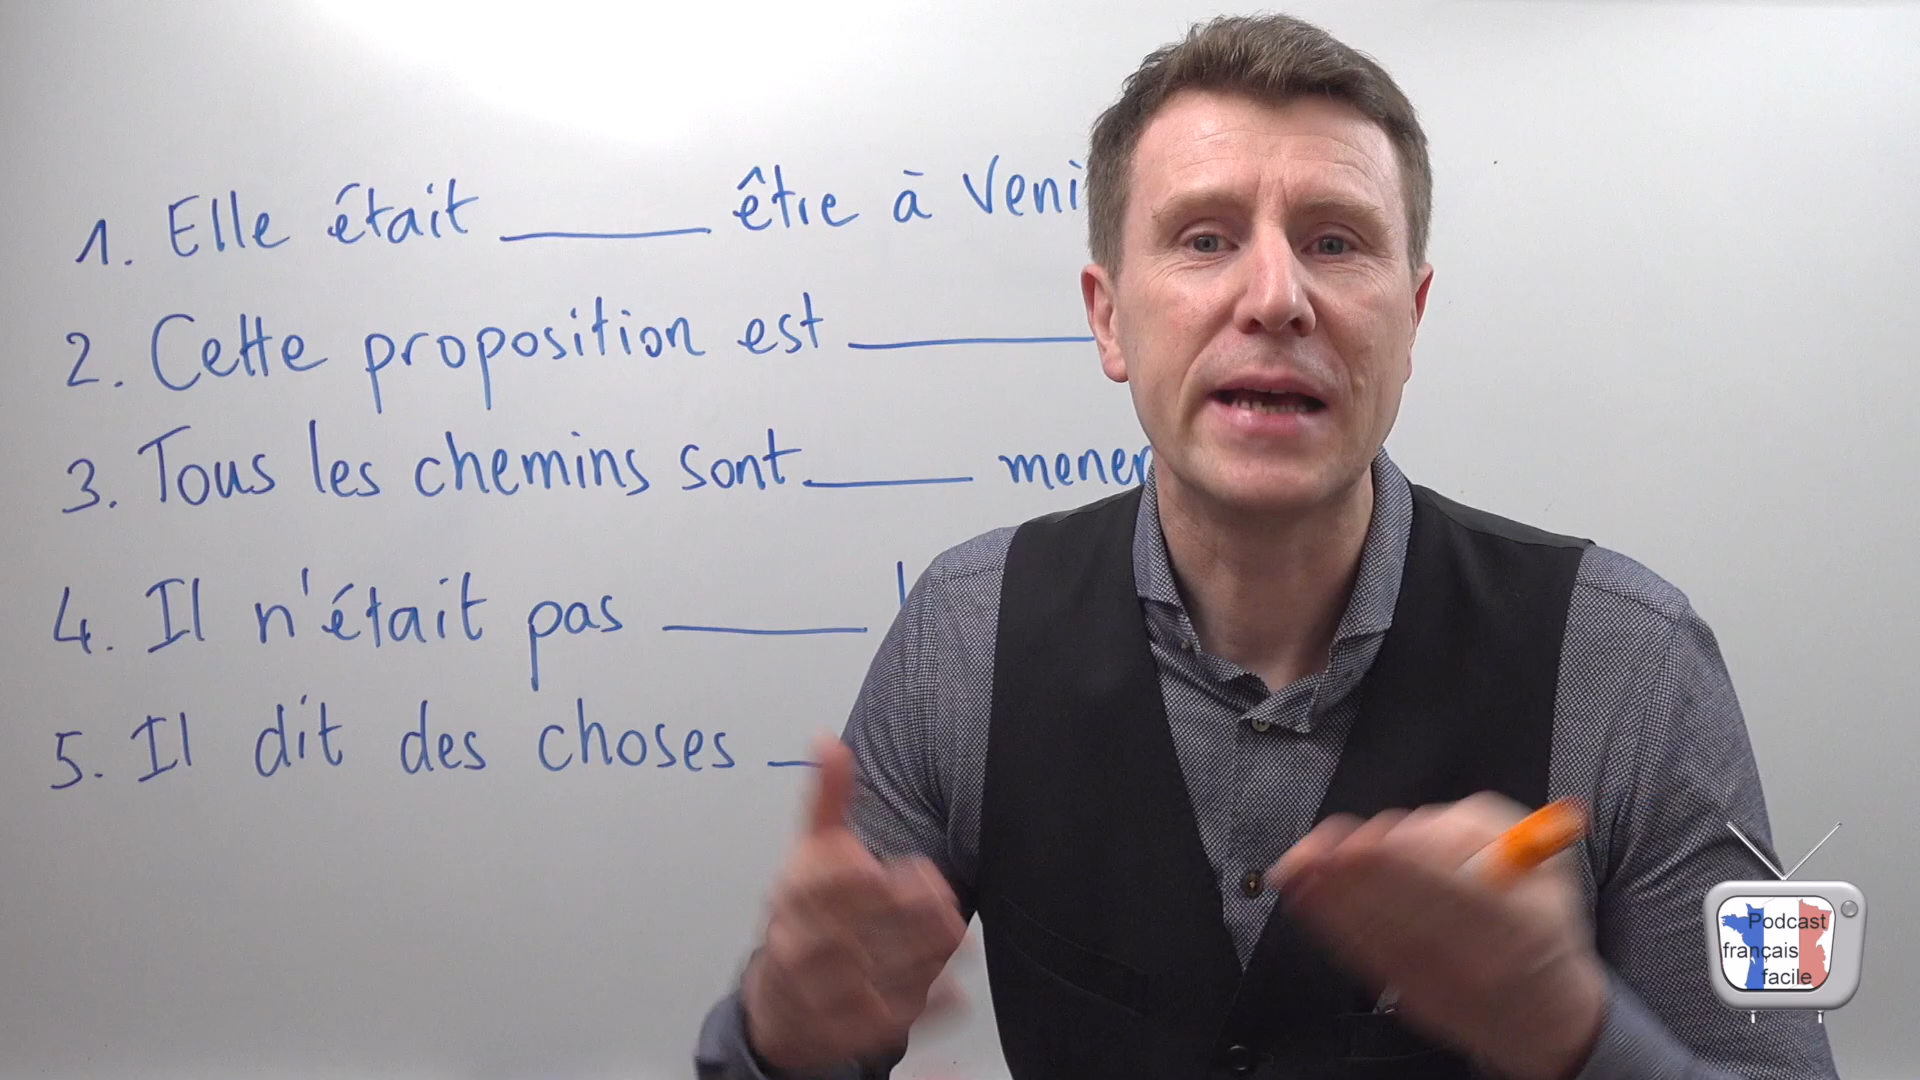 1. Elle était ____ être à Veni
2. Cette proposition est ____
3. Tous les chemins sont ____ mener
4. Il n'était pas ____
5. Il dit des choses __
Podcast
français
facile